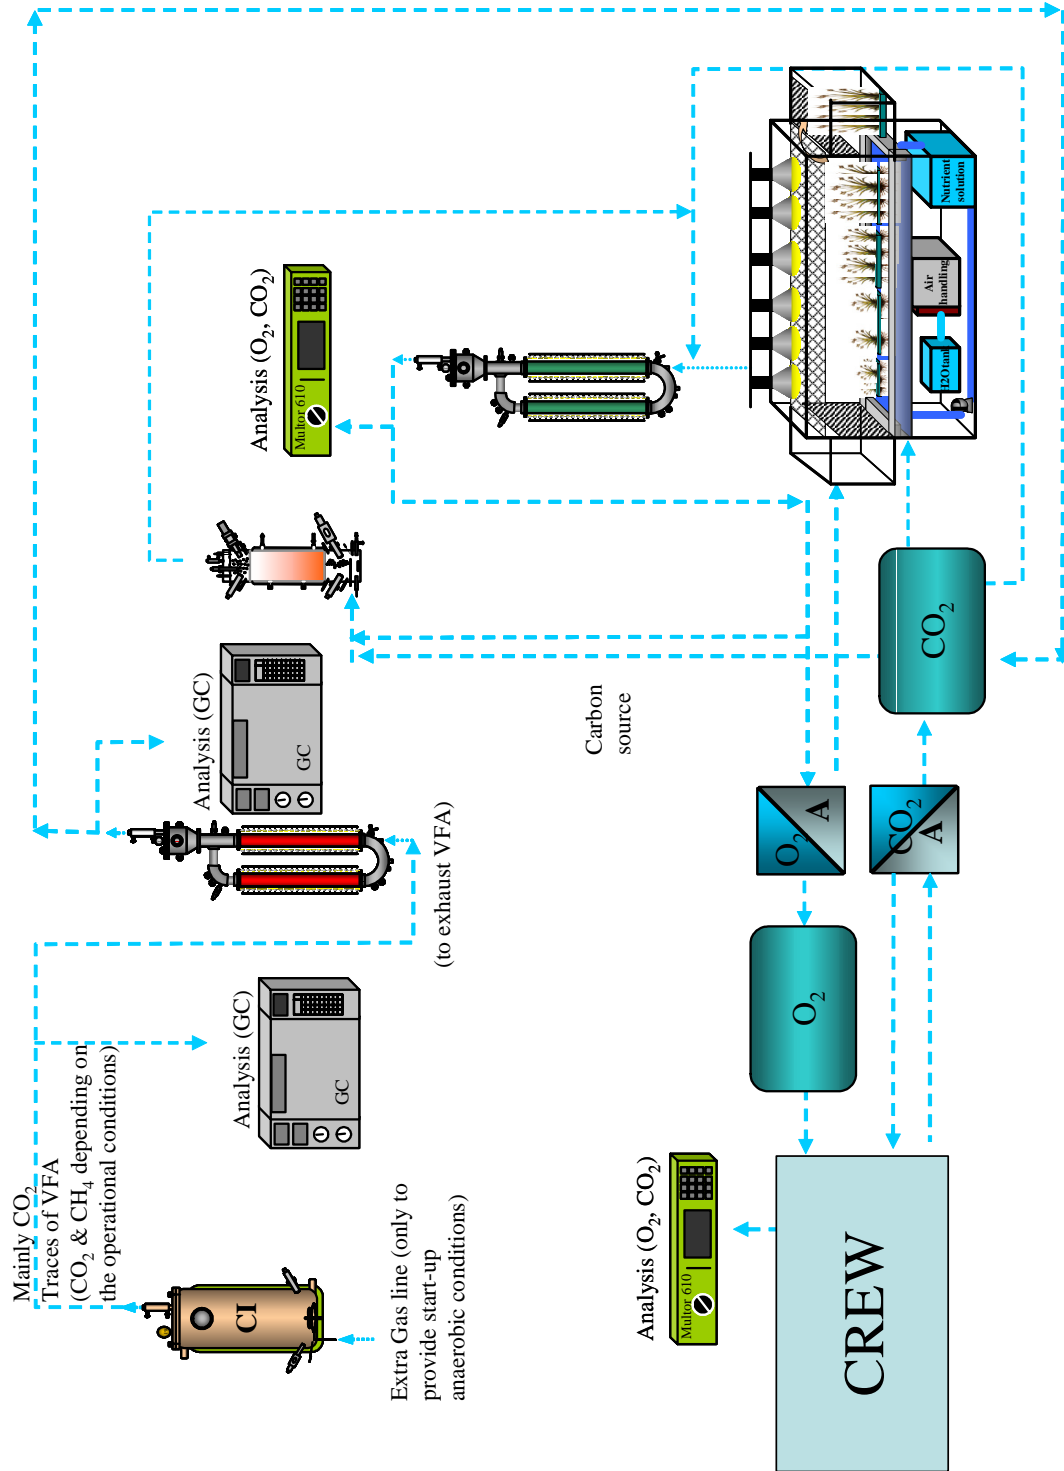 Mainly CO2
Traces of VFA
(CO2 & CH4 depending on
the operational conditions)
CI
Extra Gas line (only to
provide start-up
anaerobic conditions)
Analysis (GC)
GC
(to exhaust VFA)
Analysis (GC)
GC
Analysis (O2, CO2)
Multor 610
Carbon
source
Analysis (O2, CO2)
Multor 610
CREW
O2
O2
A
CO2
A
CO2
H2O tan
Air
handling
Nutrient
solution